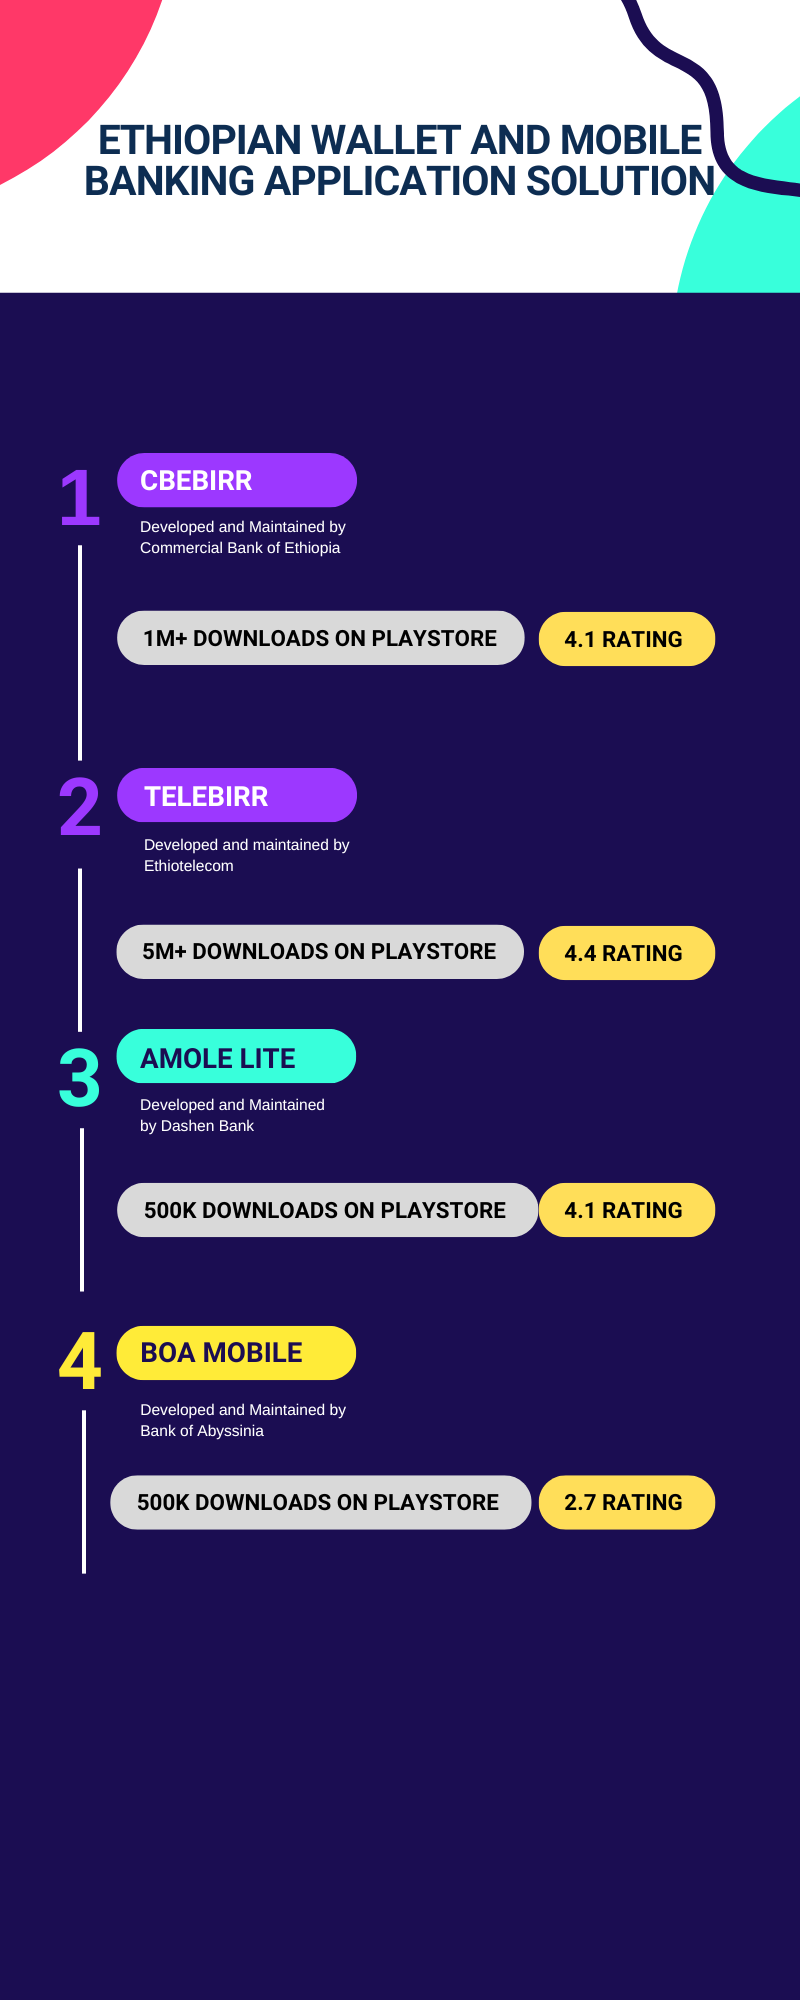 ETHIOPIAN WALLET AND MOBILE
BANKING APPLICATION SOLUTION
1
CBEBIRR
Developed and Maintained by
Commercial Bank of Ethiopia
1M+ DOWNLOADS ON PLAYSTORE
4.1 RATING
2
TELEBIRR
Developed and maintained by
Ethiotelecom
5M+ DOWNLOADS ON PLAYSTORE
4.4 RATING
3
AMOLE LITE
Developed and Maintained
by Dashen Bank
500K DOWNLOADS ON PLAYSTORE
4.1 RATING
4
BOA MOBILE
Developed and Maintained by
Bank of Abyssinia
500K DOWNLOADS ON PLAYSTORE
2.7 RATING